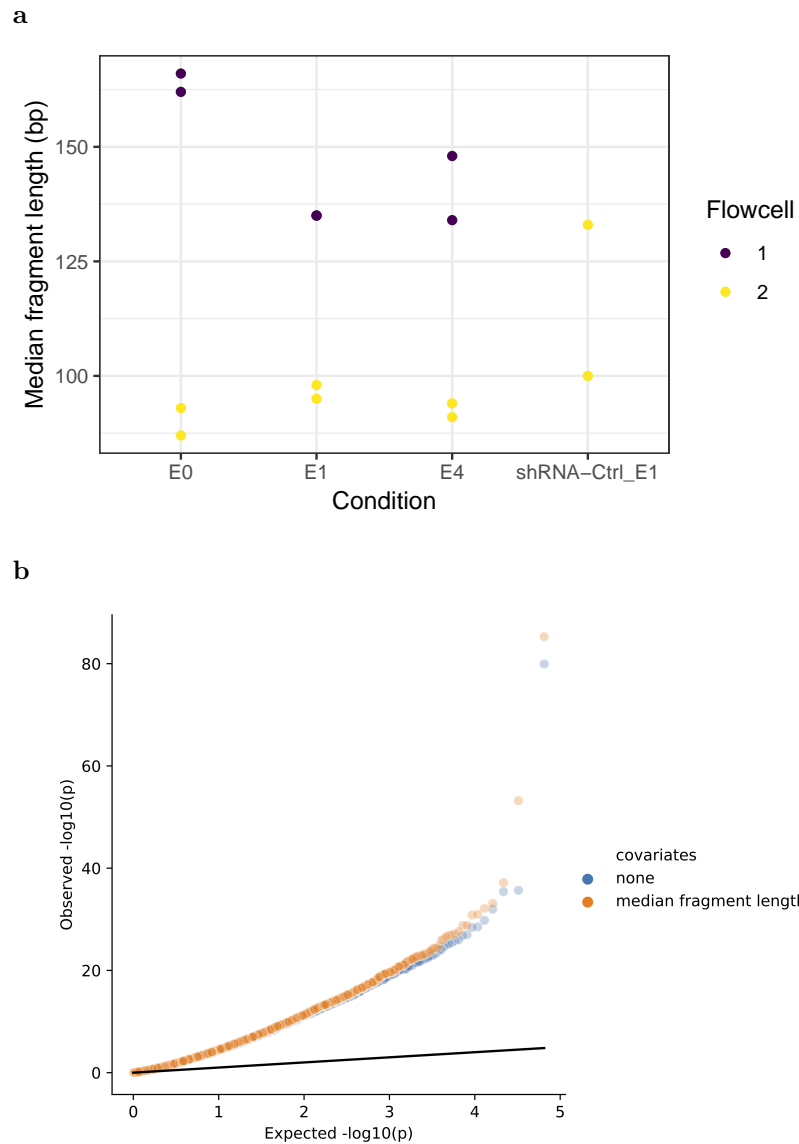 a
Median fragment length (bp)
150
125
100
E0 E1 E4 shRNA−Ctrl_E1
Condition
Flowcell
1
2
b
Observed -log10(p)
80
60
40
20
0
0 1 2 3 4 5
Expected -log10(p)
covariates
none
median fragment length